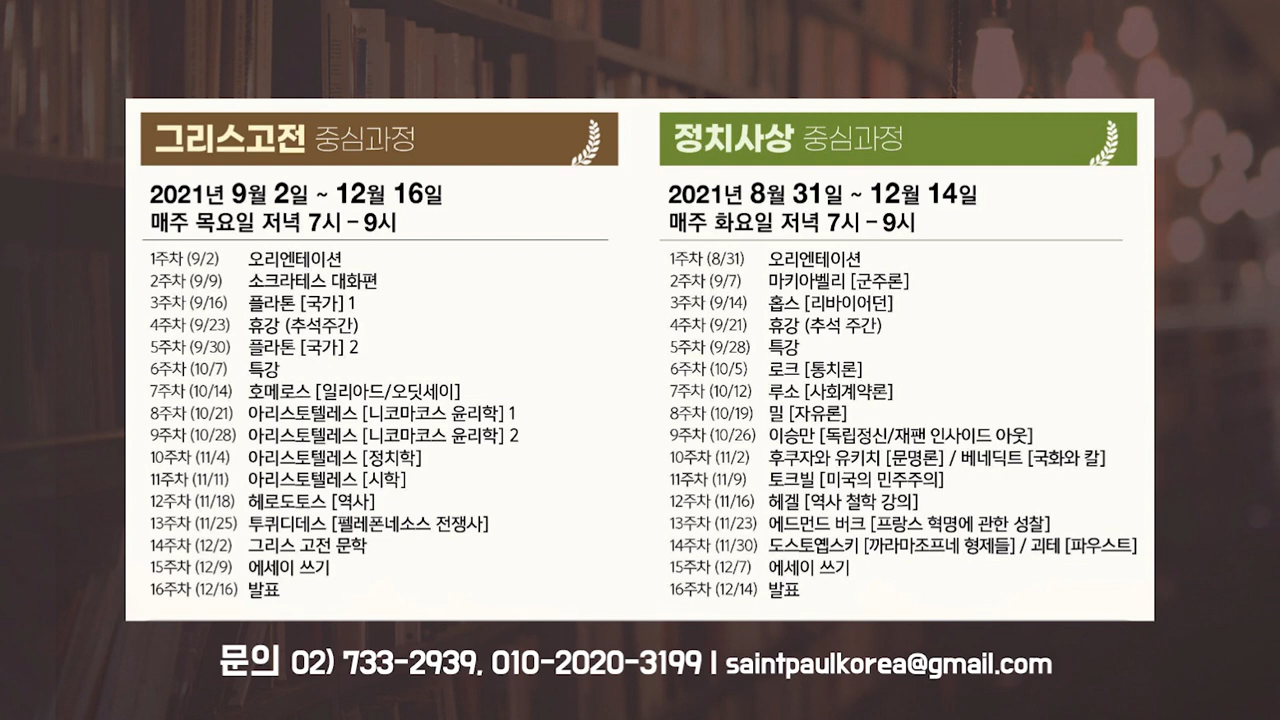 그리스고전 중심과정
2021년 9월 2일 ~ 12월 16일
매주 목요일 저녁 7시 – 9시
1주차 (9/2) 오리엔테이션
2주차 (9/9) 소크라테스 대화편
3주차 (9/16) 플라톤 [국가] 1
4주차 (9/23) 휴강 (추석주간)
5주차 (9/30) 플라톤 [국가] 2
6주차 (10/7) 특강
7주차 (10/14) 호메로스 [일리아드/오딧세이]
8주차 (10/21) 아리스토텔레스 [니코마코스 윤리학] 1
9주차 (10/28) 아리스토텔레스 [니코마코스 윤리학] 2
10주차 (11/4) 아리스토텔레스 [정치학]
11주차 (11/11) 아리스토텔레스 [시학]
12주차 (11/18) 헤로도토스 [역사]
13주차 (11/25) 투퀴디데스 [펠레폰네소스 전쟁사]
14주차 (12/2) 그리스 고전 문학
15주차 (12/9) 에세이 쓰기
16주차 (12/16) 발표
정치사상 중심과정
2021년 8월 31일 ~ 12월 14일
매주 화요일 저녁 7시 – 9시
1주차 (8/31) 오리엔테이션
2주차 (9/7) 마키아벨리 [군주론]
3주차 (9/14) 홉스 [리바이어던]
4주차 (9/21) 휴강 (추석 주간)
5주차 (9/28) 특강
6주차 (10/5) 로크 [통치론]
7주차 (10/12) 루소 [사회계약론]
8주차 (10/19) 밀 [자유론]
9주차 (10/26) 이승만 [독립정신/재팬 인사이드 아웃]
10주차 (11/2) 후쿠자와 유키치 [문명론] / 베네딕트 [국화와 칼]
11주차 (11/9) 토크빌 [미국의 민주주의]
12주차 (11/16) 헤겔 [역사 철학 강의]
13주차 (11/23) 에드먼드 버크 [프랑스 혁명에 관한 성찰]
14주차 (11/30) 도스토옙스키 [까라마조프네 형제들] / 괴테 [파우스트]
15주차 (12/7) 에세이 쓰기
16주차 (12/14) 발표
문의 02) 733-2939, 010-2020-3199 | saintpaulkorea@gmail.com